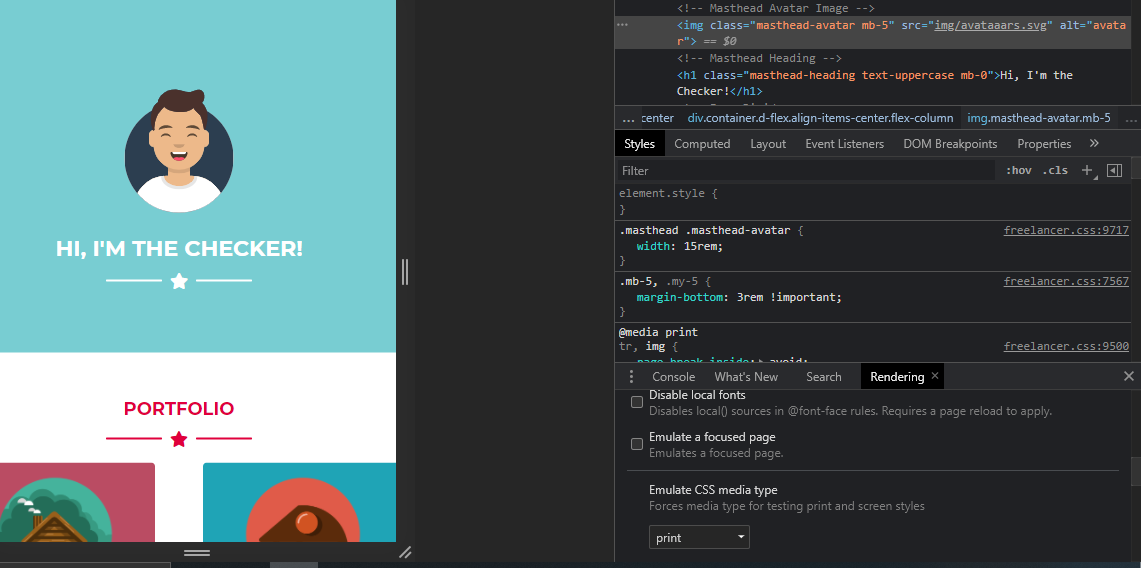 HI, I'M THE CHECKER!
PORTFOLIO
<!-- Masthead Avatar Image -->
<img class="masthead-avatar mb-5" src="img/avataaars.svg" alt="avata
r"> == $0
<!-- Masthead Heading -->
<h1 class="masthead-heading text-uppercase mb-0">Hi, I'm the
Checker!</h1>
... center div.container.d-flex.align-items-center.flex-column img.masthead-avatar.mb-5 ...
Styles Computed Layout Event Listeners DOM Breakpoints Properties »
Filter :hov .cls +
element.style {
}
.masthead .masthead-avatar { freelancer.css:9717
width: 15rem;
}
.mb-5, .my-5 { freelancer.css:7567
margin-bottom: 3rem !important;
}
@media print
tr, img { freelancer.css:9500
page-break-inside: avoid;
Console What's New Search Rendering ×
Disable local fonts
Disables local() sources in @font-face rules. Requires a page reload to apply.
Emulate a focused page
Emulates a focused page.
Emulate CSS media type
Forces media type for testing print and screen styles
print